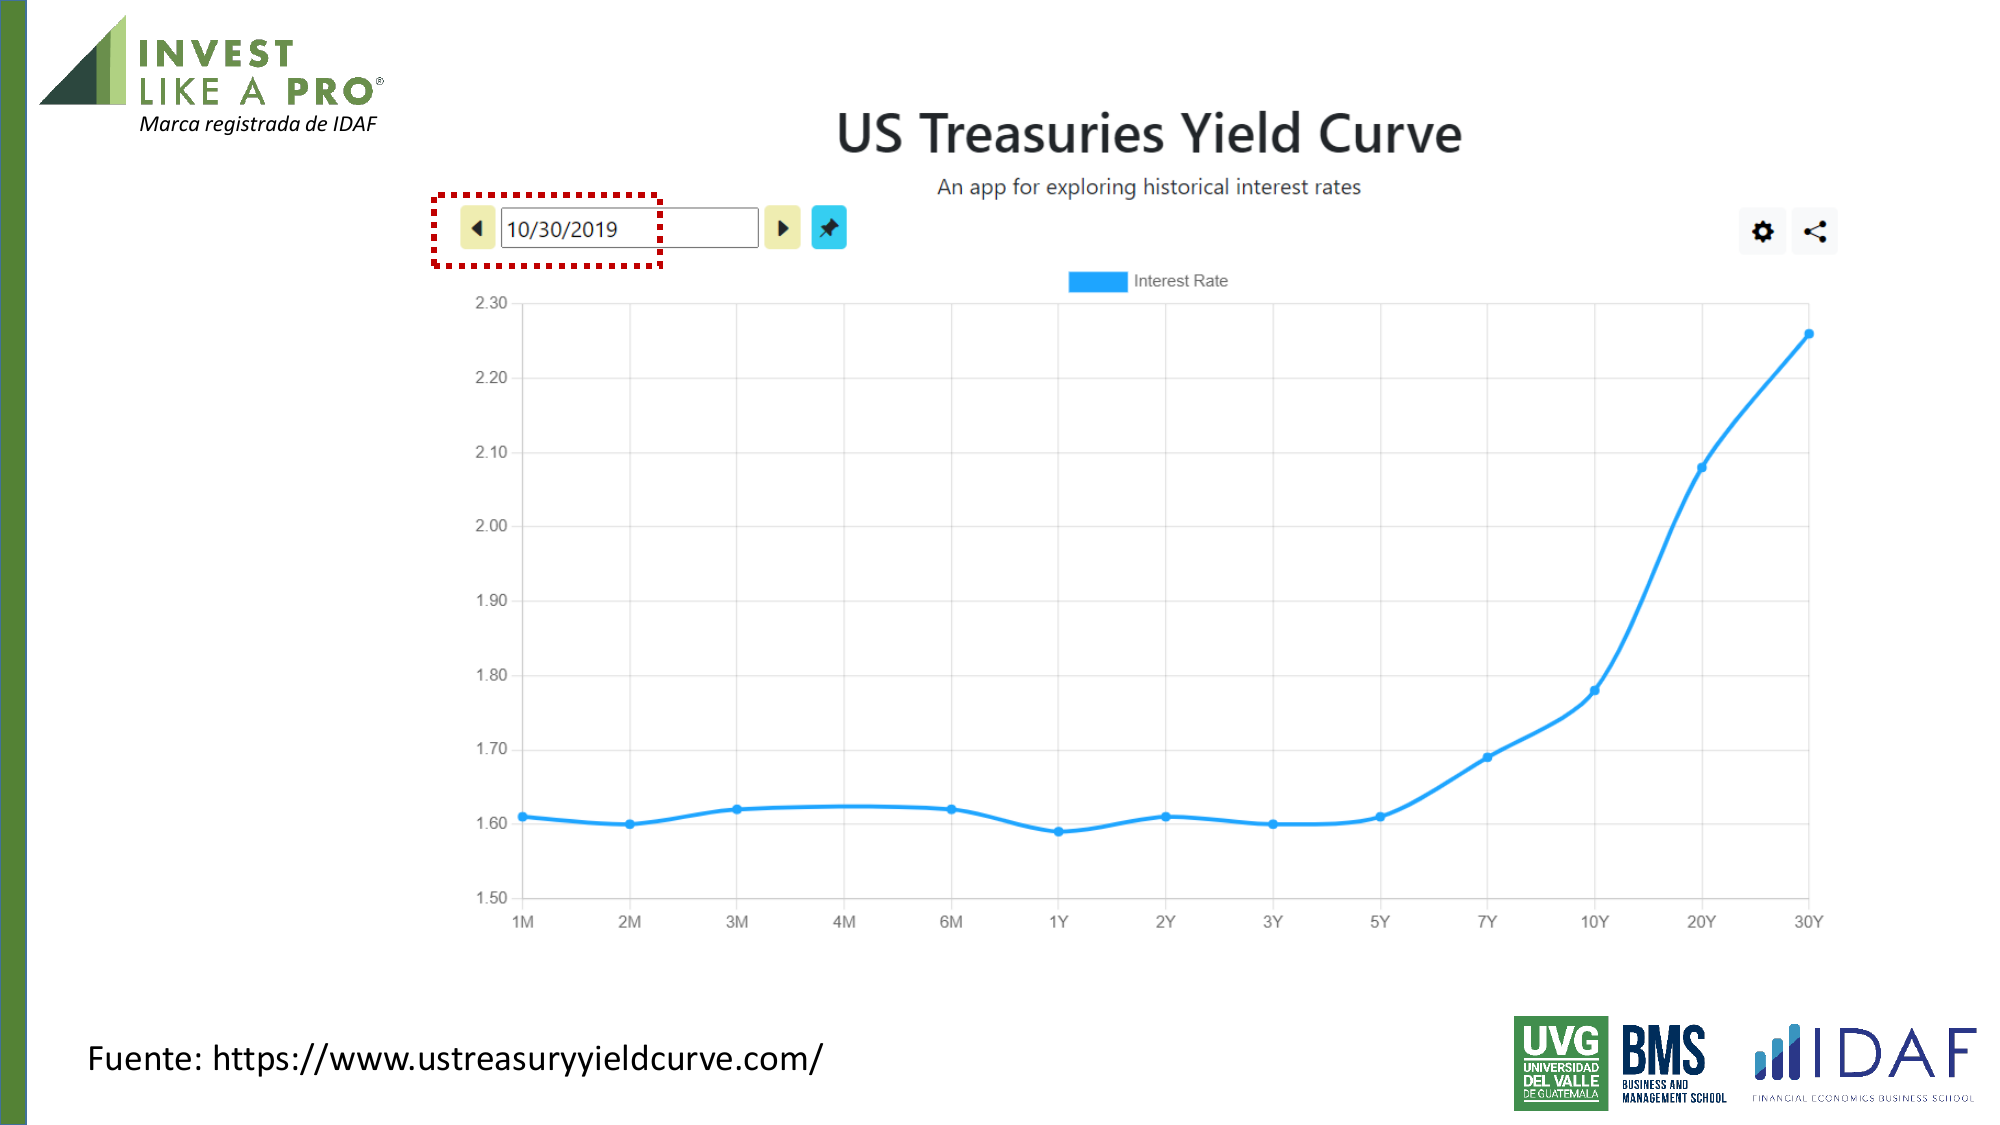 INVEST
LIKE A PRO®
Marca registrada de IDAF
US Treasuries Yield Curve
An app for exploring historical interest rates
10/30/2019
Interest Rate
2.30
2.20
2.10
2.00
1.90
1.80
1.70
1.60
1.50
1M 2M 3M 4M 6M 1Y 2Y 3Y 5Y 7Y 10Y 20Y 30Y
Fuente: https://www.ustreasuryyieldcurve.com/
UVG
UNIVERSIDAD
DEL VALLE
DE GUATEMALA
BMS
BUSINESS AND
MANAGEMENT SCHOOL
IDAF
FINANCIAL ECONOMICS BUSINESS SCHOOL